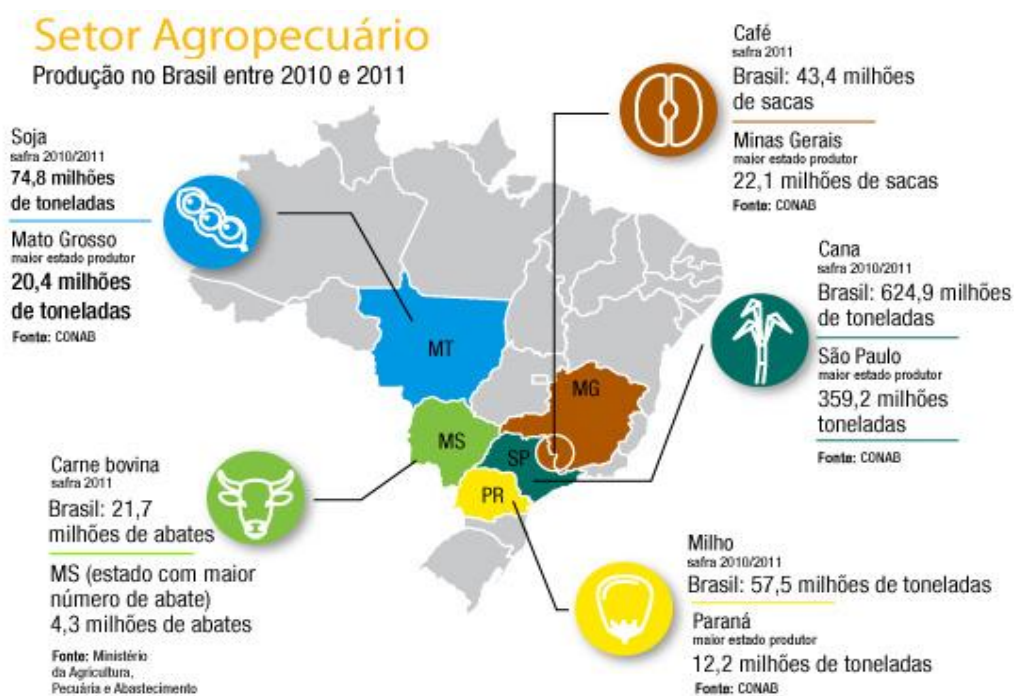 Setor Agropecuário
Produção no Brasil entre 2010 e 2011
Soja
safra 2010/2011
74,8 milhões
de toneladas
Mato Grosso
maior estado produtor
20,4 milhões
de toneladas
Fonte: CONAB
Café
safra 2011
Brasil: 43,4 milhões
de sacas
Minas Gerais
maior estado produtor
22,1 milhões de sacas
Fonte: CONAB
Cana
safra 2010/2011
Brasil: 624,9 milhões
de toneladas
São Paulo
maior estado produtor
359,2 milhões
toneladas
Fonte: CONAB
MT
MG
MS
SP
PR
Carne bovina
safra 2011
Brasil: 21,7
milhões de abates
MS (estado com maior
número de abate)
4,3 milhões de abates
Fonte: Ministério
da Agricultura,
Pecuária e Abastecimento
Milho
safra 2010/2011
Brasil: 57,5 milhões de toneladas
Paraná
maior estado produtor
12,2 milhões de toneladas
Fonte: CONAB